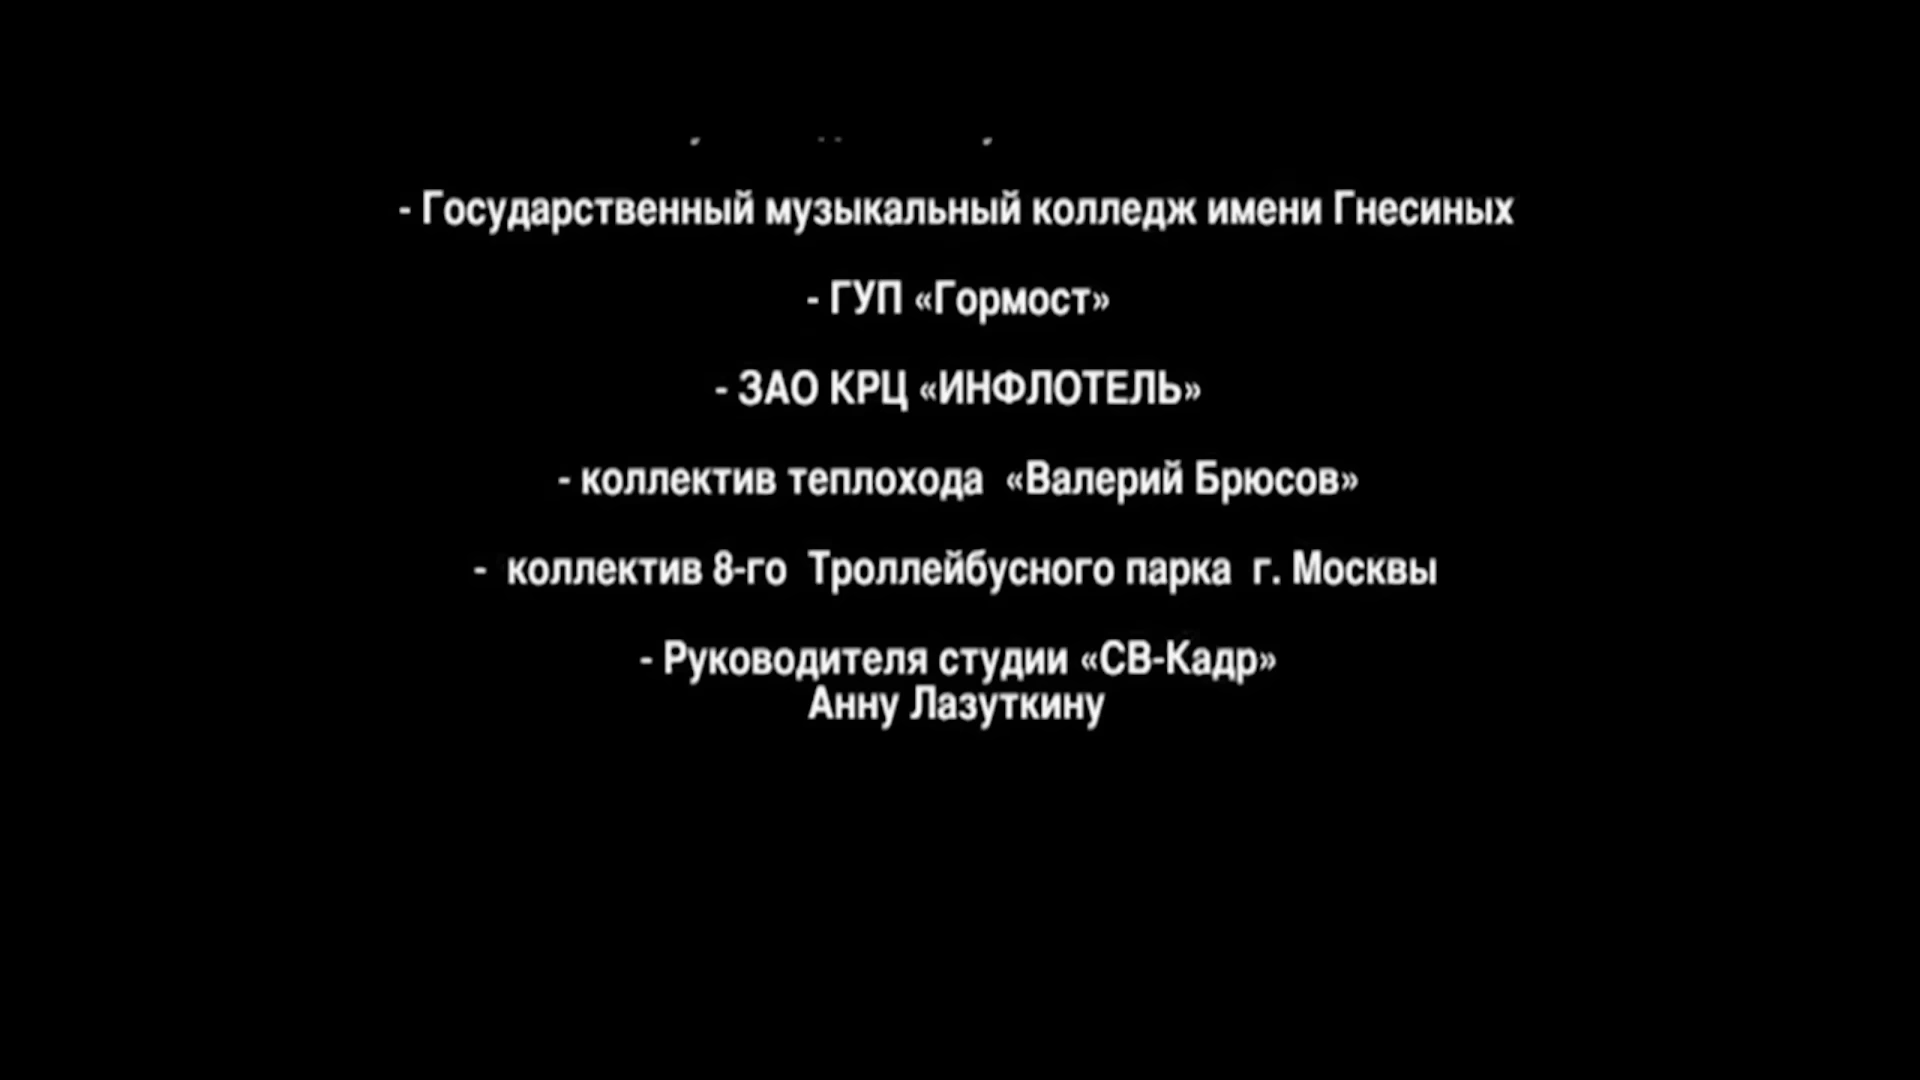 - Государственный музыкальный колледж имени Гнесиных
- ГУП «Гормост»
- ЗАО КРЦ «ИНФЛОТЕЛЬ»
- коллектив теплохода «Валерий Брюсов»
- коллектив 8-го Троллейбусного парка г. Москвы
- Руководителя студии «СВ-Кадр»
Анну Лазуткину